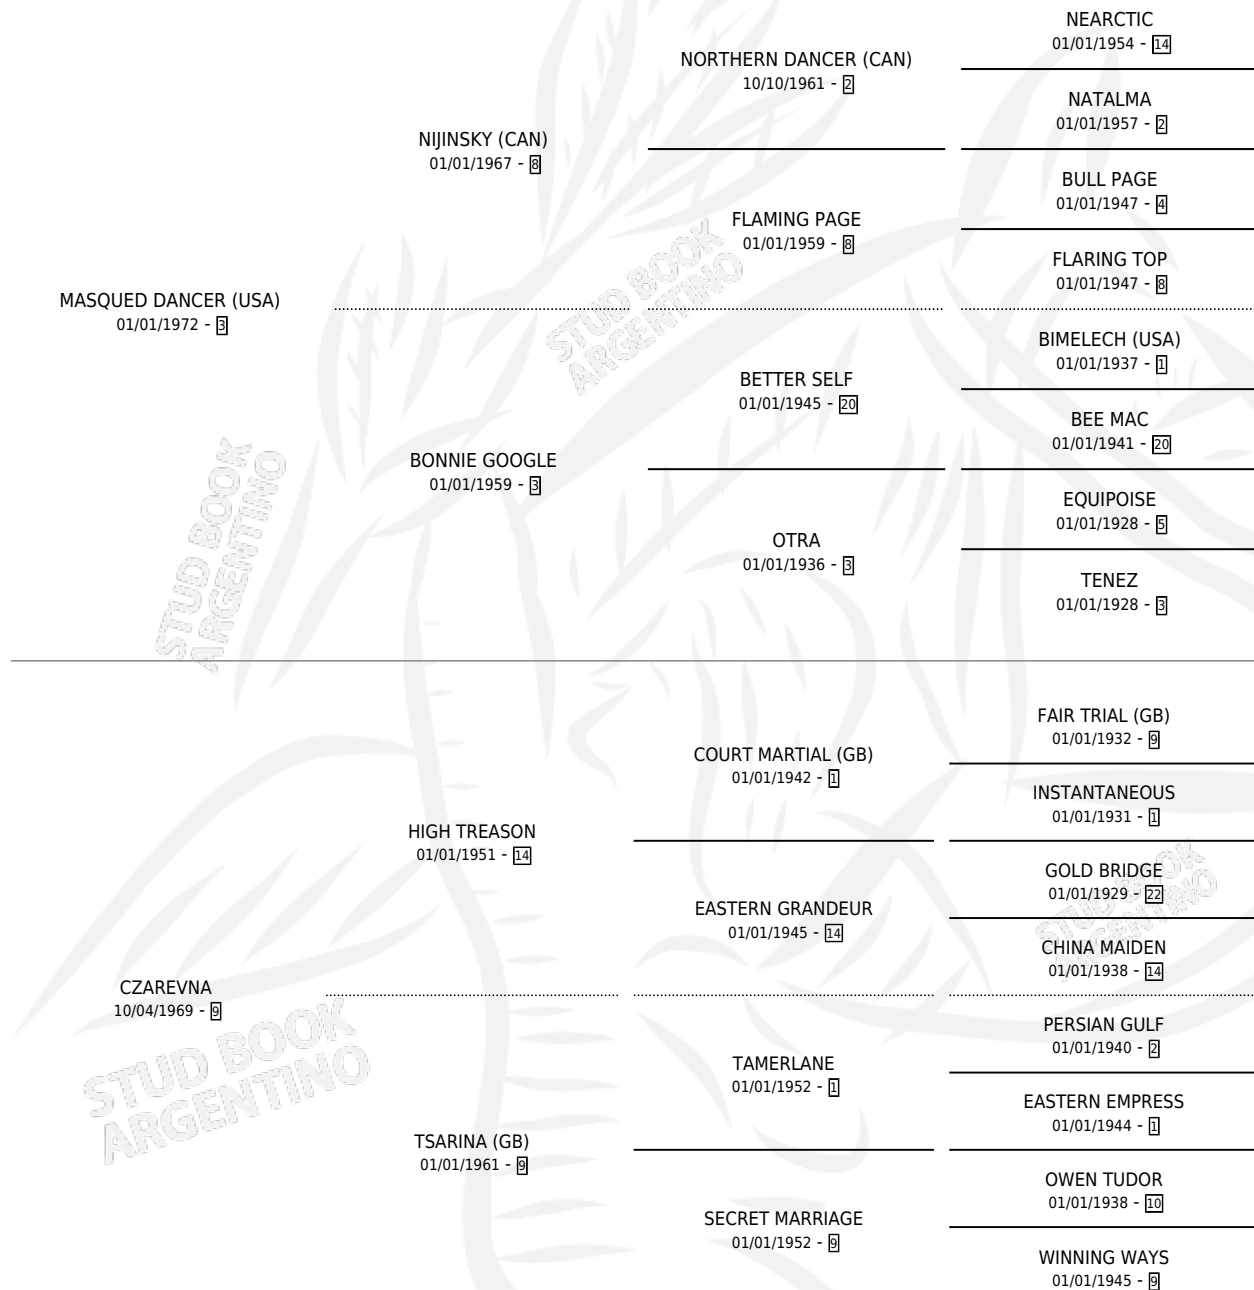 NEARCTIC
01/01/1954 - 14
NORTHERN DANCER (CAN)
10/10/1961 - 2
NATALMA
01/01/1957 - 2
NIJINSKY (CAN)
01/01/1967 - 8
BULL PAGE
01/01/1947 - 4
FLAMING PAGE
01/01/1959 - 8
FLARING TOP
01/01/1947 - 8
MASQUED DANCER (USA)
01/01/1972 - 3
STUD BOOK
ARGENTINO
BIMELECH (USA)
01/01/1937 - 1
BETTER SELF
01/01/1945 - 20
BEE MAC
01/01/1941 - 20
BONNIE GOOGLE
01/01/1959 - 3
EQUIPOISE
01/01/1928 - 5
OTRA
01/01/1936 - 3
TENEZ
01/01/1928 - 3
STUD BOOK
ARGENTINO
FAIR TRIAL (GB)
01/01/1932 - 9
COURT MARTIAL (GB)
01/01/1942 - 1
INSTANTANEOUS
01/01/1931 - 1
HIGH TREASON
01/01/1951 - 14
GOLD BRIDGE
01/01/1929 - 22
EASTERN GRANDEUR
01/01/1945 - 14
STUD BOOK
ARGENTINO
CHINA MAIDEN
01/01/1938 - 14
CZAREVNA
10/04/1969 - 9
PERSIAN GULF
01/01/1940 - 2
TAMERLANE
01/01/1952 - 1
STUD BOOK
ARGENTINO
EASTERN EMPRESS
01/01/1944 - 1
TSARINA (GB)
01/01/1961 - 9
OWEN TUDOR
01/01/1938 - 10
SECRET MARRIAGE
01/01/1952 - 9
WINNING WAYS
01/01/1945 - 9